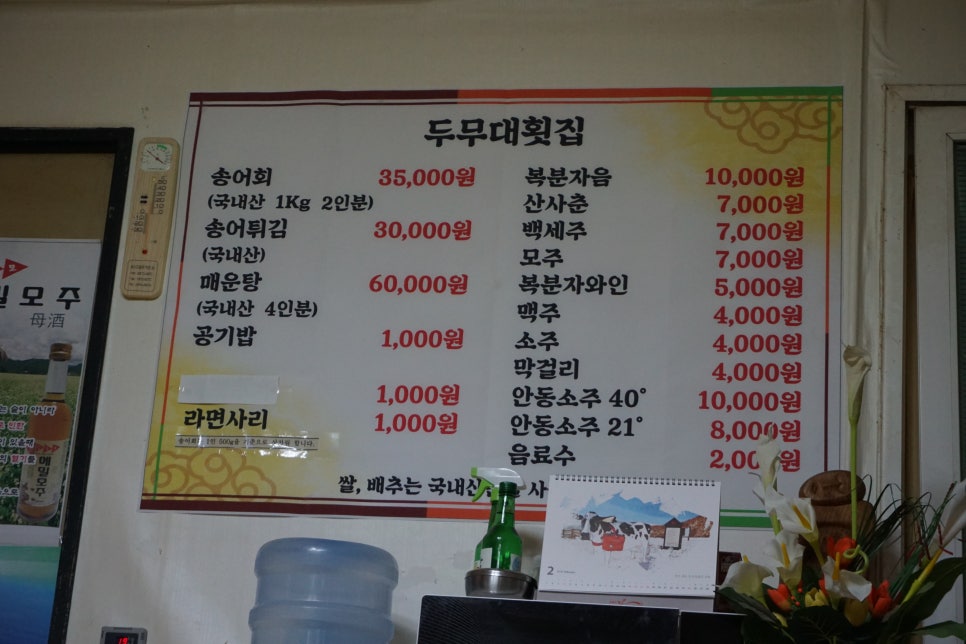 두무대횟집
송어회 35,000원
(국내산 1Kg 2인분)
송어튀김 30,000원
(국내산)
매운탕 60,000원
(국내산 4인분)
공기밥 1,000원
1,000원
라면사리 1,000원
복분자음 10,000원
산사춘 7,000원
백세주 7,000원
모주 7,000원
복분자와인 5,000원
맥주 4,000원
소주 4,000원
막걸리 4,000원
안동소주 40° 10,000원
안동소주 21° 8,000원
음료수 2,000원
쌀, 배추는 국내산
모주
母酒
2